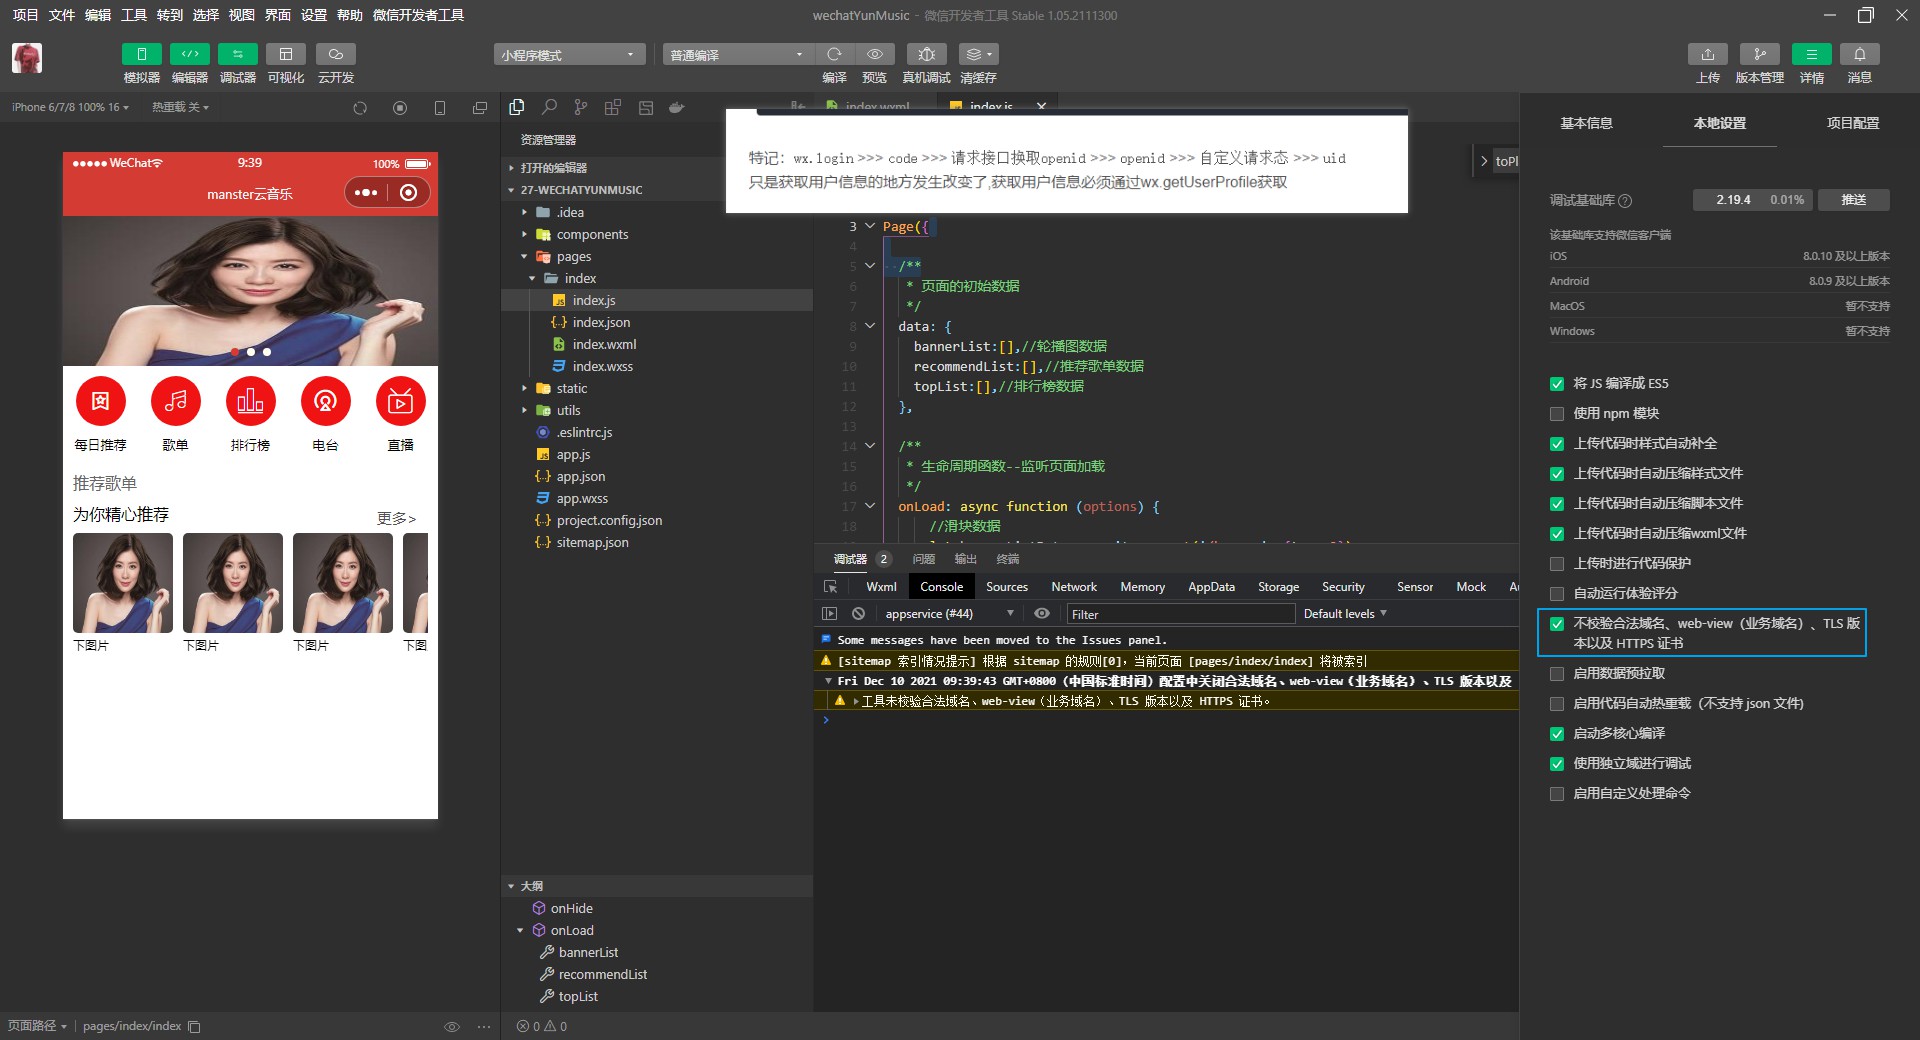 项目 文件 编辑 工具 转到 选择 视图 界面 设置 帮助 微信开发者工具
wechatYunMusic - 微信开发者工具 Stable 1.05.2111300
模拟器 编辑器 调试器 可视化 云开发
小程序模式 普通编译
编译 预览 真机调试 清缓存
上传 版本管理 详情 消息
iPhone 6/7/8 100% 16 热重载 关
WeChat 9:39 100%
manster云音乐
每日推荐 歌单 排行榜 电台 直播
推荐歌单
为你精心推荐 更多>
下图片 下图片 下图片 下图
页面路径 pages/index/index
资源管理器
打开的编辑器
27-WECHATYUNMUSIC
.idea
components
pages
index
index.js
index.json
index.wxml
index.wxss
static
utils
.eslintrc.js
app.js
app.json
app.wxss
project.config.json
sitemap.json
大纲
onHide
onLoad
bannerList
recommendList
topList
0 0
index.wxml index.js
特记：wx.login >>> code >>> 请求接口换取openid >>> openid >>> 自定义请求态 >>> uid
只是获取用户信息的地方发生改变了,获取用户信息必须通过wx.getUserProfile获取
toPl
3 Page({
4
5 /**
6 * 页面的初始数据
7 */
8 data: {
9 bannerList:[],//轮播图数据
10 recommendList:[],//推荐歌单数据
11 topList:[],//排行榜数据
12 },
13
14 /**
15 * 生命周期函数--监听页面加载
16 */
17 onLoad: async function (options) {
18 //滑块数据
调试器 2 问题 输出 终端
Wxml Console Sources Network Memory AppData Storage Security Sensor Mock Au
appservice (#44) Filter Default levels
Some messages have been moved to the Issues panel.
[sitemap 索引情况提示] 根据 sitemap 的规则[0]，当前页面 [pages/index/index] 将被索引
Fri Dec 10 2021 09:39:43 GMT+0800 (中国标准时间) 配置中关闭合法域名、web-view（业务域名）、TLS 版本以及
工具未校验合法域名、web-view（业务域名）、TLS 版本以及 HTTPS 证书。
基本信息 本地设置 项目配置
调试基础库 2.19.4 0.01% 推送
该基础库支持微信客户端
iOS 8.0.10 及以上版本
Android 8.0.9 及以上版本
MacOS 暂不支持
Windows 暂不支持
将 JS 编译成 ES5
使用 npm 模块
上传代码时样式自动补全
上传代码时自动压缩样式文件
上传代码时自动压缩脚本文件
上传代码时自动压缩wxml文件
上传时进行代码保护
自动运行体验评分
不校验合法域名、web-view（业务域名）、TLS 版
本以及 HTTPS 证书
启用数据预拉取
启用代码自动热重载（不支持 json 文件)
启动多核心编译
使用独立域进行调试
启用自定义处理命令